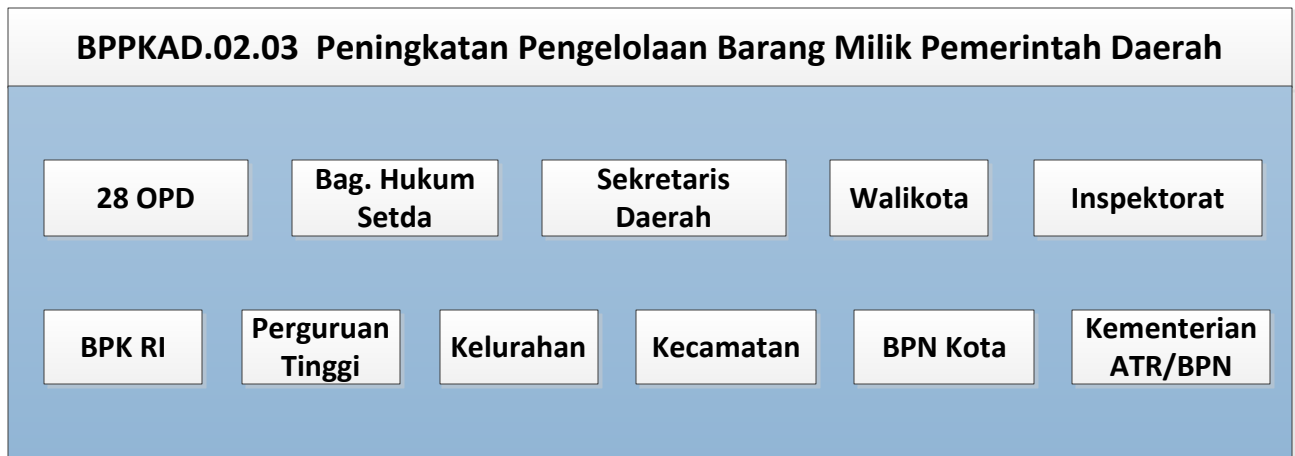 BPPKAD.02.03 Peningkatan Pengelolaan Barang Milik Pemerintah Daerah
28 OPD
Bag. Hukum
Setda
Sekretaris
Daerah
Walikota
Inspektorat
BPK RI
Perguruan
Tinggi
Kelurahan
Kecamatan
BPN Kota
Kementerian
ATR/BPN